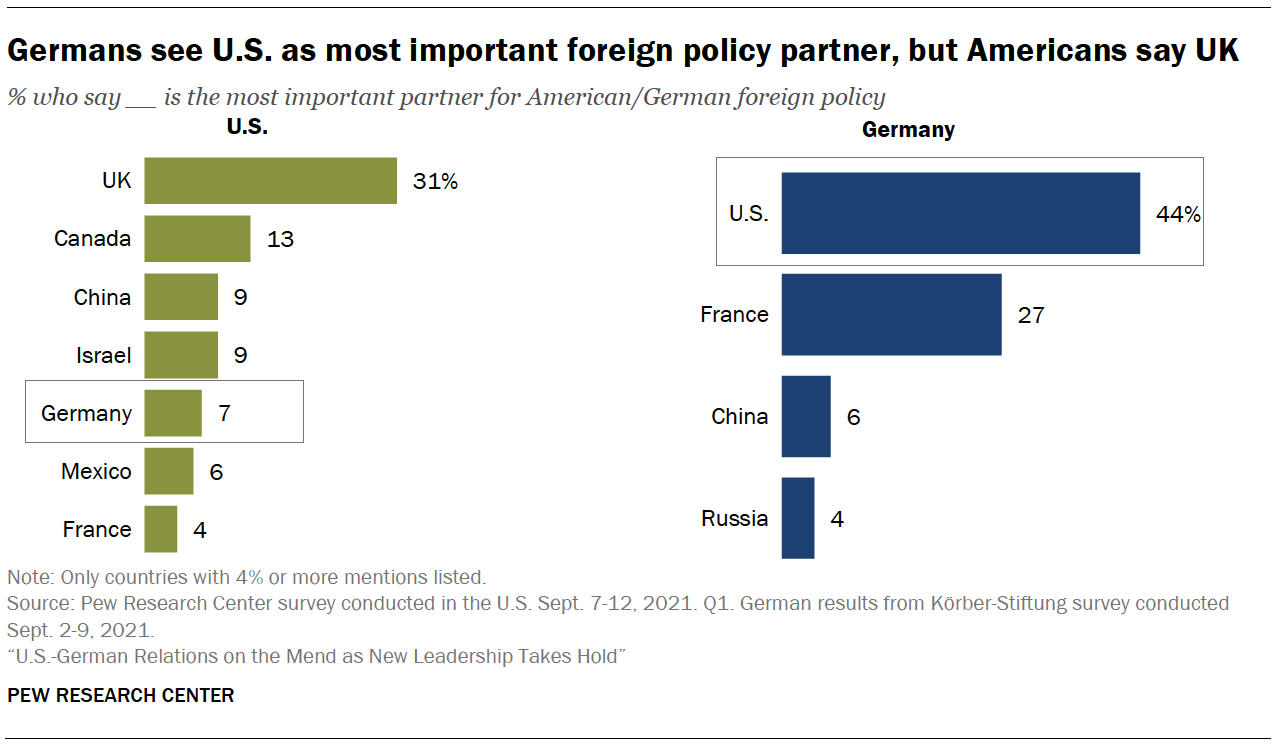 Germans see U.S. as most important foreign policy partner, but Americans say UK
% who say __ is the most important partner for American/German foreign policy
U.S.
UK 31%
Canada 13
China 9
Israel 9
Germany 7
Mexico 6
France 4
Germany
U.S. 44%
France 27
China 6
Russia 4
Note: Only countries with 4% or more mentions listed.
Source: Pew Research Center survey conducted in the U.S. Sept. 7-12, 2021. Q1. German results from Körber-Stiftung survey conducted
Sept. 2-9, 2021.
“U.S.-German Relations on the Mend as New Leadership Takes Hold”
PEW RESEARCH CENTER